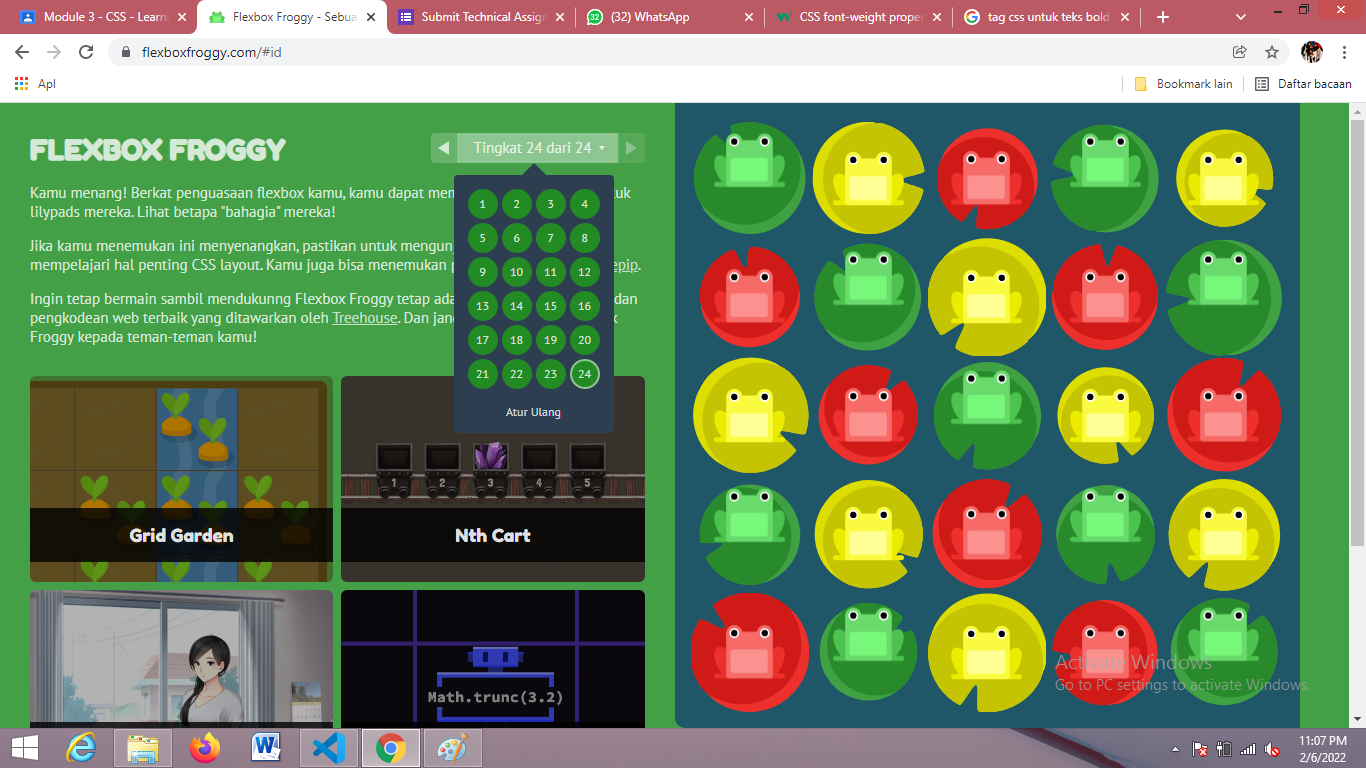 Module 3 - CSS - Learn
Flexbox Froggy - Sebua
Submit Technical Assign
(32) WhatsApp
CSS font-weight proper
tag css untuk teks bold
flexboxfroggy.com/#id
Apl
Bookmark lain
Daftar bacaan
FLEXBOX FROGGY
Tingkat 24 dari 24
Kamu menang! Berkat penguasaan flexbox kamu, kamu dapat mem
uk
lilypads mereka. Lihat betapa "bahagia" mereka!
Jika kamu menemukan ini menyenangkan, pastikan untuk mengun
mempelajari hal penting CSS layout. Kamu juga bisa menemukan p
epip.
Ingin tetap bermain sambil mendukunng Flexbox Froggy tetap ada
dan
pengkodean web terbaik yang ditawarkan oleh Treehouse. Dan jang
k
Froggy kepada teman-teman kamu!
1 2 3 4
5 6 7 8
9 10 11 12
13 14 15 16
17 18 19 20
21 22 23 24
Atur Ulang
1 2 3 4 5
Grid Garden
Nth Cart
Math.trunc(3.2)
Activate Windows
Go to PC settings to activate Windows.
11:07 PM
2/6/2022